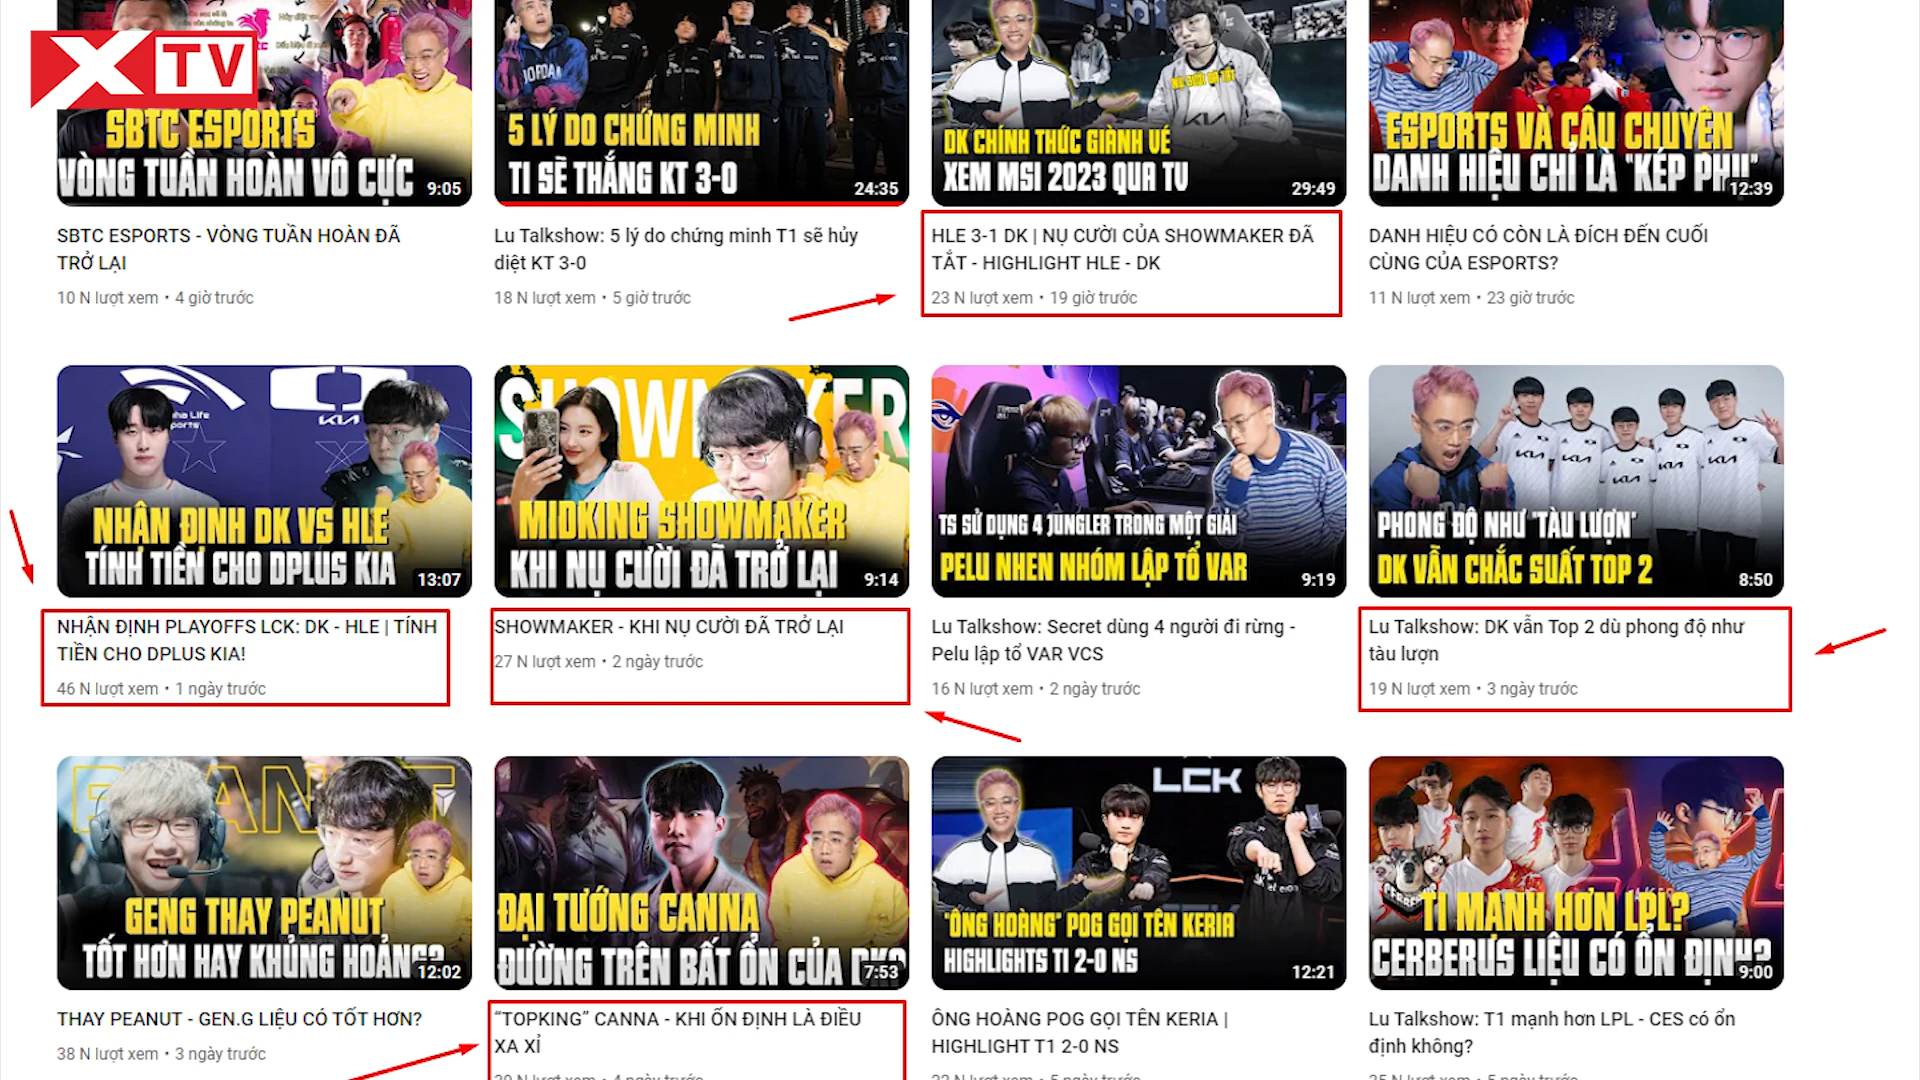 XTV
SBTC ESPORTS
VÒNG TUẦN HOÀN VÔ CỰC
9:05
JORDAN
5 LÝ DO CHỨNG MINH
T1 SẼ THẮNG KT 3-0
24:35
NỤ CƯỜI ĐÃ TẮT
DK CHÍNH THỨC GIÀNH VÉ
XEM MSI 2023 QUA TV
29:49
ESPORTS VÀ CÂU CHUYỆN
DANH HIỆU CHỈ LÀ "KÉP PHỤ"
12:39
SBTC ESPORTS - VÒNG TUẦN HOÀN ĐÃ
TRỞ LẠI
10 N lượt xem • 4 giờ trước
Lu Talkshow: 5 lý do chứng minh T1 sẽ hủy
diệt KT 3-0
18 N lượt xem • 5 giờ trước
HLE 3-1 DK | NỤ CƯỜI CỦA SHOWMAKER ĐÃ
TẮT - HIGHLIGHT HLE - DK
23 N lượt xem • 19 giờ trước
DANH HIỆU CÓ CÒN LÀ ĐÍCH ĐẾN CUỐI
CÙNG CỦA ESPORTS?
11 N lượt xem • 23 giờ trước
KIA
NHẬN ĐỊNH DK VS HLE
TÍNH TIỀN CHO DPLUS KIA
13:07
SHOWMAKER
MIDKING SHOWMAKER
KHI NỤ CƯỜI ĐÃ TRỞ LẠI
9:14
TS SỬ DỤNG 4 JUNGLER TRONG MỘT GIẢI
PELU NHEN NHÓM LẬP TỔ VAR
9:19
PHONG ĐỘ NHƯ "TÀU LƯỢN"
DK VẪN CHẮC SUẤT TOP 2
8:50
NHẬN ĐỊNH PLAYOFFS LCK: DK - HLE | TÍNH
TIỀN CHO DPLUS KIA!
46 N lượt xem • 1 ngày trước
SHOWMAKER - KHI NỤ CƯỜI ĐÃ TRỞ LẠI
27 N lượt xem • 2 ngày trước
Lu Talkshow: Secret dùng 4 người đi rừng -
Pelu lập tổ VAR VCS
16 N lượt xem • 2 ngày trước
Lu Talkshow: DK vẫn Top 2 dù phong độ như
tàu lượn
19 N lượt xem • 3 ngày trước
PEANUT
GENG THAY PEANUT
TỐT HƠN HAY KHỦNG HOẢNG?
12:02
ĐẠI TƯỚNG CANNA
ĐƯỜNG TRÊN BẤT ỔN CỦA DK?
7:53
LCK
"ÔNG HOÀNG" POG GỌI TÊN KERIA
HIGHLIGHTS T1 2-0 NS
12:21
T1 MẠNH HƠN LPL?
CERBERUS LIỆU CÓ ỔN ĐỊNH?
9:00
THAY PEANUT - GEN.G LIỆU CÓ TỐT HƠN?
38 N lượt xem • 3 ngày trước
“TOPKING” CANNA - KHI ỔN ĐỊNH LÀ ĐIỀU
XA XỈ
ÔNG HOÀNG POG GỌI TÊN KERIA |
HIGHLIGHT T1 2-0 NS
Lu Talkshow: T1 mạnh hơn LPL - CES có ổn
định không?